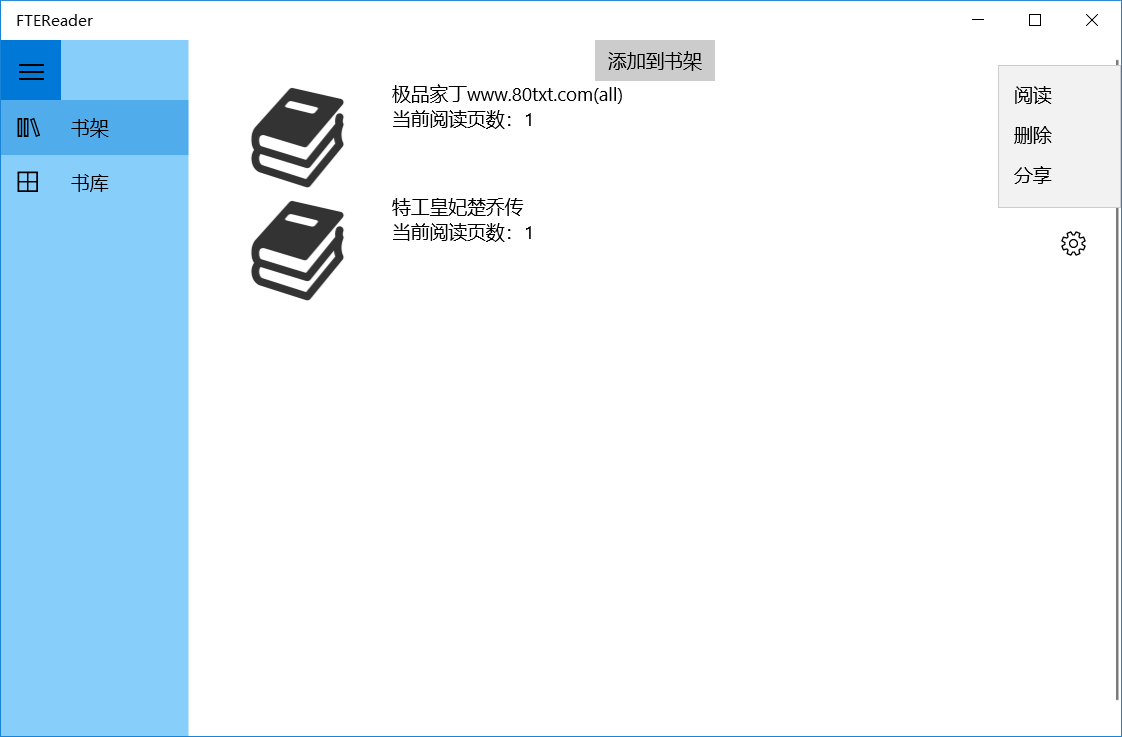 FTEReader
书架
书库
添加到书架
极品家丁www.80txt.com(all)
当前阅读页数：1
特工皇妃楚乔传
当前阅读页数：1
阅读
删除
分享